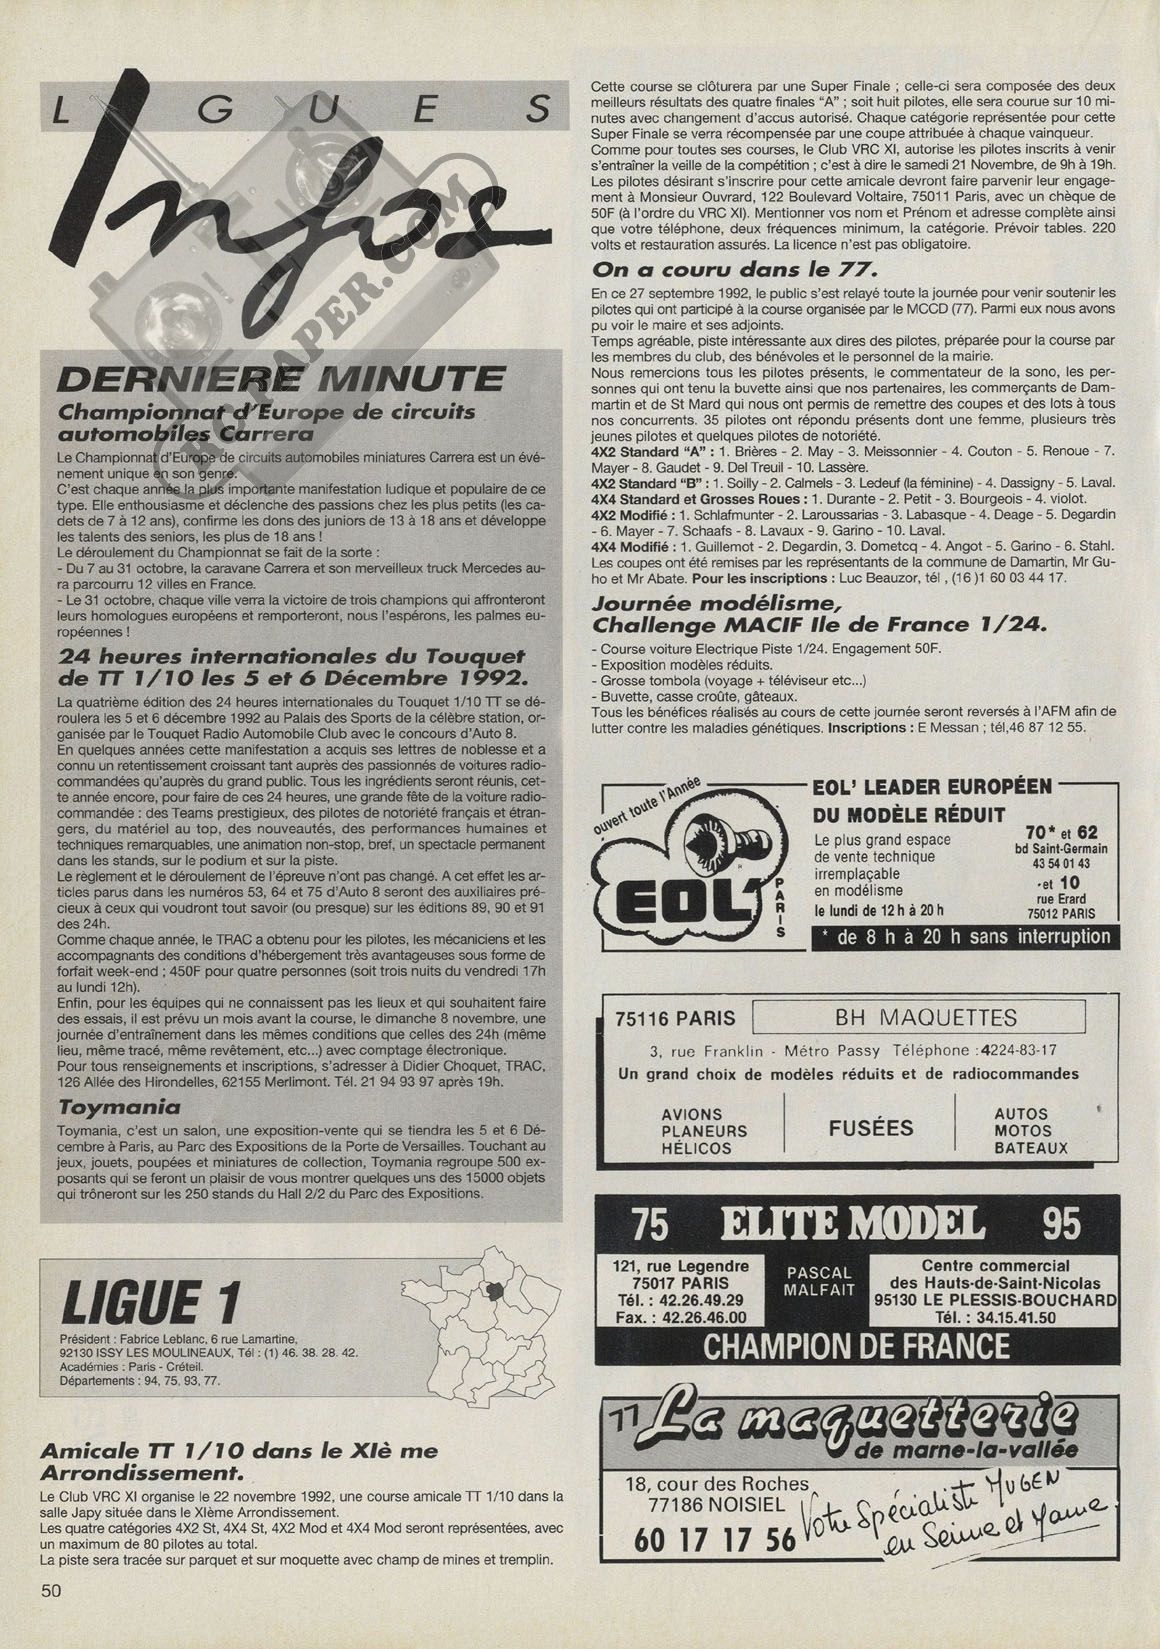 LIGUES
Infos
RCPAPER.COM
DERNIERE MINUTE
Championnat d'Europe de circuits
automobiles Carrera
Le Championnat d'Europe de circuits automobiles miniatures Carrera est un évé-
nement unique en son genre.
C'est chaque année la plus importante manifestation ludique et populaire de ce
type. Elle enthousiasme et déclenche des passions chez les plus petits (les ca-
dets de 7 à 12 ans), confirme les dons des juniors de 13 à 18 ans et développe
les talents des seniors, les plus de 18 ans !
Le déroulement du Championnat se fait de la sorte :
- Du 7 au 31 octobre, la caravane Carrera et son merveilleux truck Mercedes au-
ra parcourru 12 villes en France.
- Le 31 octobre, chaque ville verra la victoire de trois champions qui affronteront
leurs homologues européens et remporteront, nous l'espérons, les palmes eu-
ropéennes !
24 heures internationales du Touquet
de TT 1/10 les 5 et 6 Décembre 1992.
La quatrième édition des 24 heures internationales du Touquet 1/10 TT se dé-
roulera les 5 et 6 décembre 1992 au Palais des Sports de la célèbre station, or-
ganisée par le Touquet Radio Automobile Club avec le concours d'Auto 8.
En quelques années cette manifestation a acquis ses lettres de noblesse et a
connu un retentissement croissant tant auprès des passionnés de voitures radio-
commandées qu'auprès du grand public. Tous les ingrédients seront réunis, cet-
te année encore, pour faire de ces 24 heures, une grande fête de la voiture radio-
commandée : des Teams prestigieux, des pilotes de notoriété français et étran-
gers, du matériel au top, des nouveautés, des performances humaines et
techniques remarquables, une animation non-stop, bref, un spectacle permanent
dans les stands, sur le podium et sur la piste.
Le règlement et le déroulement de l'épreuve n'ont pas changé. A cet effet les ar-
ticles parus dans les numéros 53, 64 et 75 d'Auto 8 seront des auxiliaires pré-
cieux à ceux qui voudront tout savoir (ou presque) sur les éditions 89, 90 et 91
des 24h.
Comme chaque année, le TRAC a obtenu pour les pilotes, les mécaniciens et les
accompagnants des conditions d'hébergement très avantageuses sous forme de
forfait week-end ; 450F pour quatre personnes (soit trois nuits du vendredi 17h
au lundi 12h).
Enfin, pour les équipes qui ne connaissent pas les lieux et qui souhaitent faire
des essais, il est prévu un mois avant la course, le dimanche 8 novembre, une
journée d'entraînement dans les mêmes conditions que celles des 24h (même
lieu, même tracé, même revêtement, etc...) avec comptage électronique.
Pour tous renseignements et inscriptions, s'adresser à Didier Choquet, TRAC,
126 Allée des Hirondelles, 62155 Merlimont. Tél. 21 94 93 97 après 19h.
Toymania
Toymania, c'est un salon, une exposition-vente qui se tiendra les 5 et 6 Dé-
cembre à Paris, au Parc des Expositions de la Porte de Versailles. Touchant au
jeux, jouets, poupées et miniatures de collection, Toymania regroupe 500 ex-
posants qui se feront un plaisir de vous montrer quelques uns des 15000 objets
qui trôneront sur les 250 stands du Hall 2/2 du Parc des Expositions.
LIGUE 1
Président : Fabrice Leblanc, 6 rue Lamartine,
92130 ISSY LES MOULINEAUX, Tél : (1) 46. 38. 28. 42.
Académies : Paris - Créteil.
Départements : 94, 75, 93, 77.
Amicale TT 1/10 dans le XIè me
Arrondissement.
Le Club VRC XI organise le 22 novembre 1992, une course amicale TT 1/10 dans la
salle Japy située dans le XIème Arrondissement.
Les quatre catégories 4X2 St, 4X4 St, 4X2 Mod et 4X4 Mod seront représentées, avec
un maximum de 80 pilotes au total.
La piste sera tracée sur parquet et sur moquette avec champ de mines et tremplin.
50
Cette course se clôturera par une Super Finale ; celle-ci sera composée des deux
meilleurs résultats des quatre finales "A" ; soit huit pilotes, elle sera courue sur 10 mi-
nutes avec changement d'accus autorisé. Chaque catégorie représentée pour cette
Super Finale se verra récompensée par une coupe attribuée à chaque vainqueur.
Comme pour toutes ses courses, le Club VRC XI, autorise les pilotes inscrits à venir
s'entraîner la veille de la compétition ; c'est à dire le samedi 21 Novembre, de 9h à 19h.
Les pilotes désirant s'inscrire pour cette amicale devront faire parvenir leur engage-
ment à Monsieur Ouvrard, 122 Boulevard Voltaire, 75011 Paris, avec un chèque de
50F (à l'ordre du VRC XI). Mentionner vos nom et Prénom et adresse complète ainsi
que votre téléphone, deux fréquences minimum, la catégorie. Prévoir tables. 220
volts et restauration assurés. La licence n'est pas obligatoire.
On a couru dans le 77.
En ce 27 septembre 1992, le public s'est relayé toute la journée pour venir soutenir les
pilotes qui ont participé à la course organisée par le MCCD (77). Parmi eux nous avons
pu voir le maire et ses adjoints.
Temps agréable, piste intéressante aux dires des pilotes, préparée pour la course par
les membres du club, des bénévoles et le personnel de la mairie.
Nous remercions tous les pilotes présents, le commentateur de la sono, les per-
sonnes qui ont tenu la buvette ainsi que nos partenaires, les commerçants de Dam-
martin et de St Mard qui nous ont permis de remettre des coupes et des lots à tous
nos concurrents. 35 pilotes ont répondu présents dont une femme, plusieurs très
jeunes pilotes et quelques pilotes de notoriété.
4X2 Standard "A" : 1. Brières - 2. May - 3. Meissonnier - 4. Couton - 5. Renoue - 7.
Mayer - 8. Gaudet - 9. Del Treuil - 10. Lassère.
4X2 Standard "B" : 1. Soilly - 2. Calmels - 3. Ledeuf (la féminine) - 4. Dassigny - 5. Laval.
4X4 Standard et Grosses Roues : 1. Durante - 2. Petit - 3. Bourgeois - 4. violot.
4X2 Modifié : 1. Schlafmunter - 2. Laroussarias - 3. Labasque - 4. Deage - 5. Degardin
- 6. Mayer - 7. Schaafs - 8. Lavaux - 9. Garino - 10. Laval.
4X4 Modifié : 1. Guillemot - 2. Degardin, 3. Dometcq - 4. Angot - 5. Garino - 6. Stahl.
Les coupes ont été remises par les représentants de la commune de Damartin, Mr Gu-
ho et Mr Abate. Pour les inscriptions : Luc Beauzor, tél , (16 )1 60 03 44 17.
Journée modélisme,
Challenge MACIF Ile de France 1/24.
- Course voiture Electrique Piste 1/24. Engagement 50F.
- Exposition modèles réduits.
- Grosse tombola (voyage + téléviseur etc...)
- Buvette, casse croûte, gâteaux.
Tous les bénéfices réalisés au cours de cette journée seront reversés à l'AFM afin de
lutter contre les maladies génétiques. Inscriptions : E Messan ; tél,46 87 12 55.
ouvert toute l'Année
EOL'
PARIS
EOL' LEADER EUROPÉEN
DU MODÈLE RÉDUIT
Le plus grand espace
de vente technique
irremplaçable
en modélisme
le lundi de 12 h à 20 h
70* et 62
bd Saint-Germain
43 54 01 43
et 10
rue Erard
75012 PARIS
* de 8 h à 20 h sans interruption
75116 PARIS BH MAQUETTES
3, rue Franklin - Métro Passy Téléphone :4224-83-17
Un grand choix de modèles réduits et de radiocommandes
AVIONS
PLANEURS
HÉLICOS
FUSÉES
AUTOS
MOTOS
BATEAUX
75 ELITE MODEL 95
121, rue Legendre
75017 PARIS
Tél. : 42.26.49.29
Fax. : 42.26.46.00
PASCAL
MALFAIT
Centre commercial
des Hauts-de-Saint-Nicolas
95130 LE PLESSIS-BOUCHARD
Tél. : 34.15.41.50
CHAMPION DE FRANCE
77 La maquetterie
de marne-la-vallée
18, cour des Roches
77186 NOISIEL
60 17 17 56
Votre Spécialiste MUGEN
en Seine et Marne